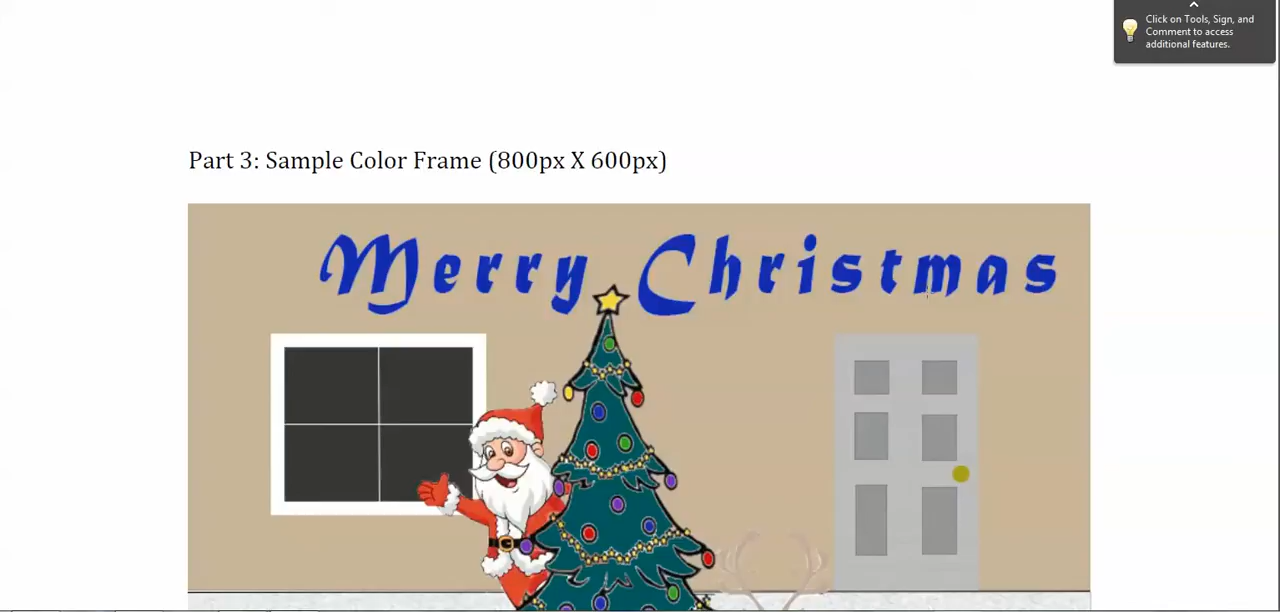 Click on Tools, Sign, and
Comment to access
additional features.
Part 3: Sample Color Frame (800px X 600px)
Merry Christmas